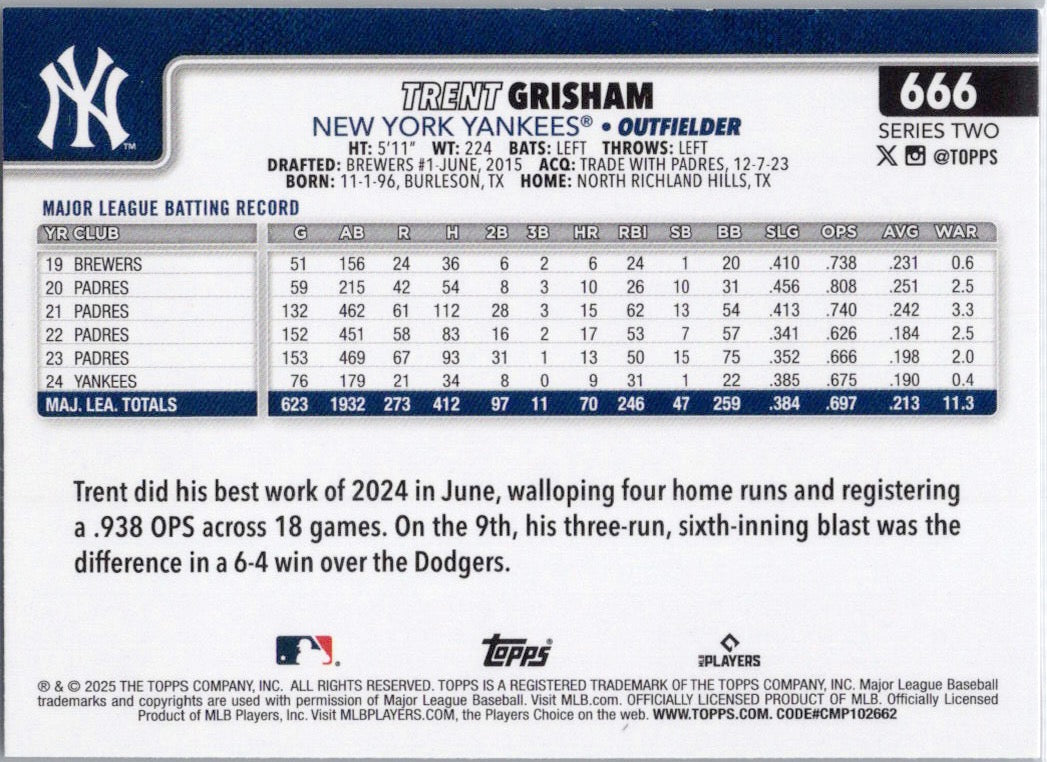 NY
TM
TRENT GRISHAM
666
NEW YORK YANKEES® • OUTFIELDER
SERIES TWO
HT: 5'11" WT: 224 BATS: LEFT THROWS: LEFT
@TOPPS
DRAFTED: BREWERS #1-JUNE, 2015 ACQ: TRADE WITH PADRES, 12-7-23
BORN: 11-1-96, BURLESON, TX HOME: NORTH RICHLAND HILLS, TX
MAJOR LEAGUE BATTING RECORD
YR CLUB G AB R H 2B 3B HR RBI SB BB SLG OPS AVG WAR
19 BREWERS 51 156 24 36 6 2 6 24 1 20 .410 .738 .231 0.6
20 PADRES 59 215 42 54 8 3 10 26 10 31 .456 .808 .251 2.5
21 PADRES 132 462 61 112 28 3 15 62 13 54 .413 .740 .242 3.3
22 PADRES 152 451 58 83 16 2 17 53 7 57 .341 .626 .184 2.5
23 PADRES 153 469 67 93 31 1 13 50 15 75 .352 .666 .198 2.0
24 YANKEES 76 179 21 34 8 0 9 31 1 22 .385 .675 .190 0.4
MAJ. LEA. TOTALS 623 1932 273 412 97 11 70 246 47 259 .384 .697 .213 11.3
Trent did his best work of 2024 in June, walloping four home runs and registering
a .938 OPS across 18 games. On the 9th, his three-run, sixth-inning blast was the
difference in a 6-4 win over the Dodgers.
Topps®
MLB PLAYERS
® & © 2025 THE TOPPS COMPANY, INC. ALL RIGHTS RESERVED. TOPPS IS A REGISTERED TRADEMARK OF THE TOPPS COMPANY, INC. Major League Baseball
trademarks and copyrights are used with permission of Major League Baseball. Visit MLB.com. OFFICIALLY LICENSED PRODUCT OF MLB. Officially Licensed
Product of MLB Players, Inc. Visit MLBPLAYERS.COM, the Players Choice on the web. WWW.TOPPS.COM. CODE#CMP102662